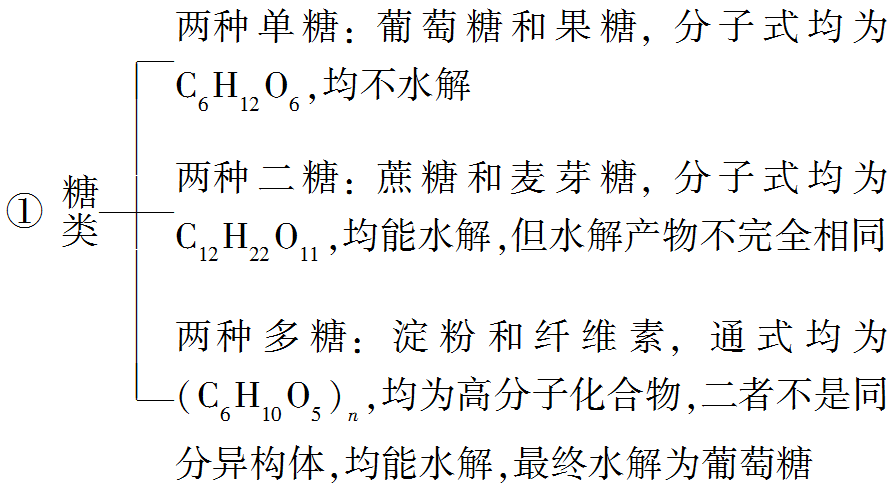 ① 糖类
两种单糖：葡萄糖和果糖，分子式均为
C₆H₁₂O₆,均不水解
两种二糖：蔗糖和麦芽糖，分子式均为
C₁₂H₂₂O₁₁,均能水解,但水解产物不完全相同
两种多糖：淀粉和纤维素，通式均为
(C₆H₁₀O₅)ₙ,均为高分子化合物,二者不是同
分异构体,均能水解,最终水解为葡萄糖